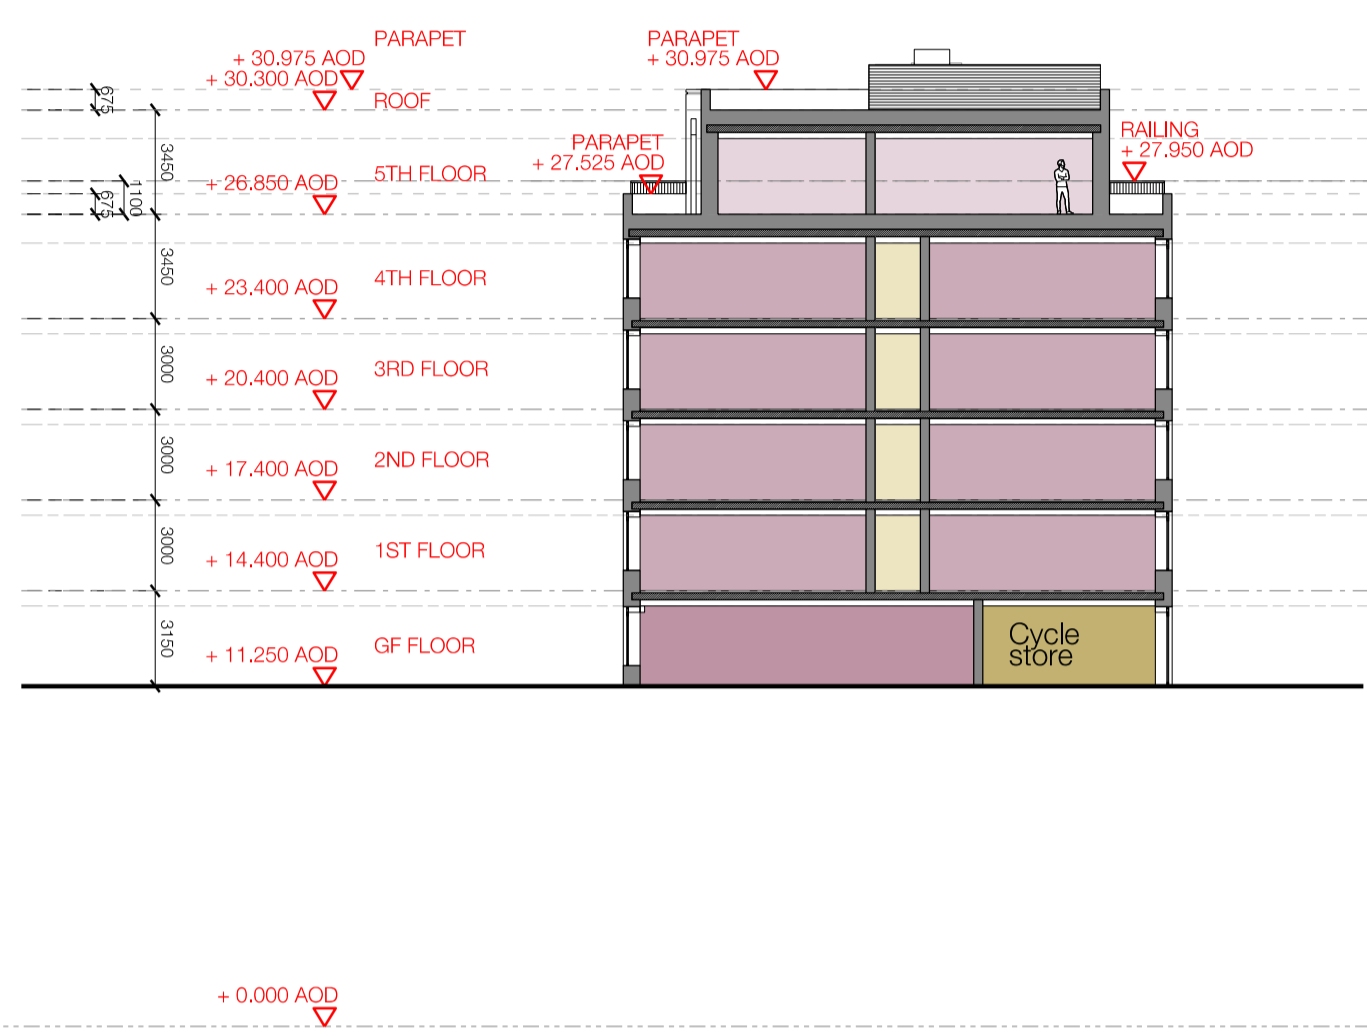 PARAPET
+ 30.975 AOD
+ 30.300 AOD
ROOF
PARAPET
+ 30.975 AOD
675
3450
PARAPET
+ 27.525 AOD
RAILING
+ 27.950 AOD
5TH FLOOR
+ 26.850 AOD
1100
675
3450
4TH FLOOR
+ 23.400 AOD
3000
3RD FLOOR
+ 20.400 AOD
3000
2ND FLOOR
+ 17.400 AOD
3000
1ST FLOOR
+ 14.400 AOD
3150
GF FLOOR
+ 11.250 AOD
Cycle
store
+ 0.000 AOD